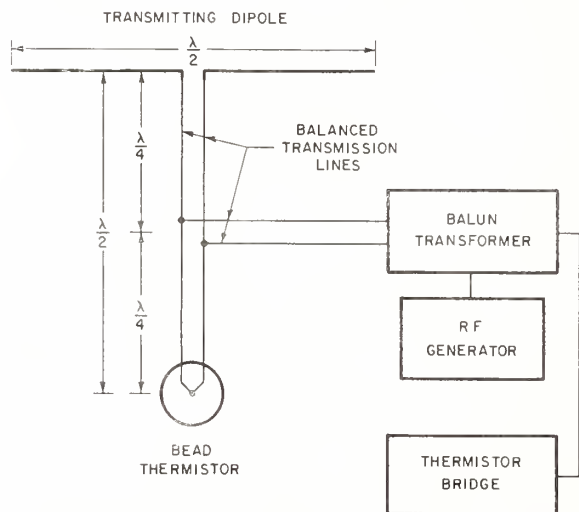 TRANSMITTING DIPOLE
λ
2
λ
4
BALANCED
TRANSMISSION
LINES
λ
2
BALUN
TRANSFORMER
λ
4
RF
GENERATOR
BEAD
THERMISTOR
THERMISTOR
BRIDGE